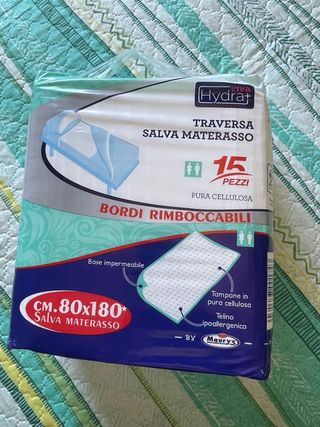 VIVA
Hydra+
TRAVERSA
SALVA MATERASSO
15
PEZZI
PURA CELLULOSA
BORDI RIMBOCCABILI
Base impermeabile
Tampone in
pura cellulosa
Telino
ipoallergenico
CM.80x180*
SALVA MATERASSO
BY Maury's